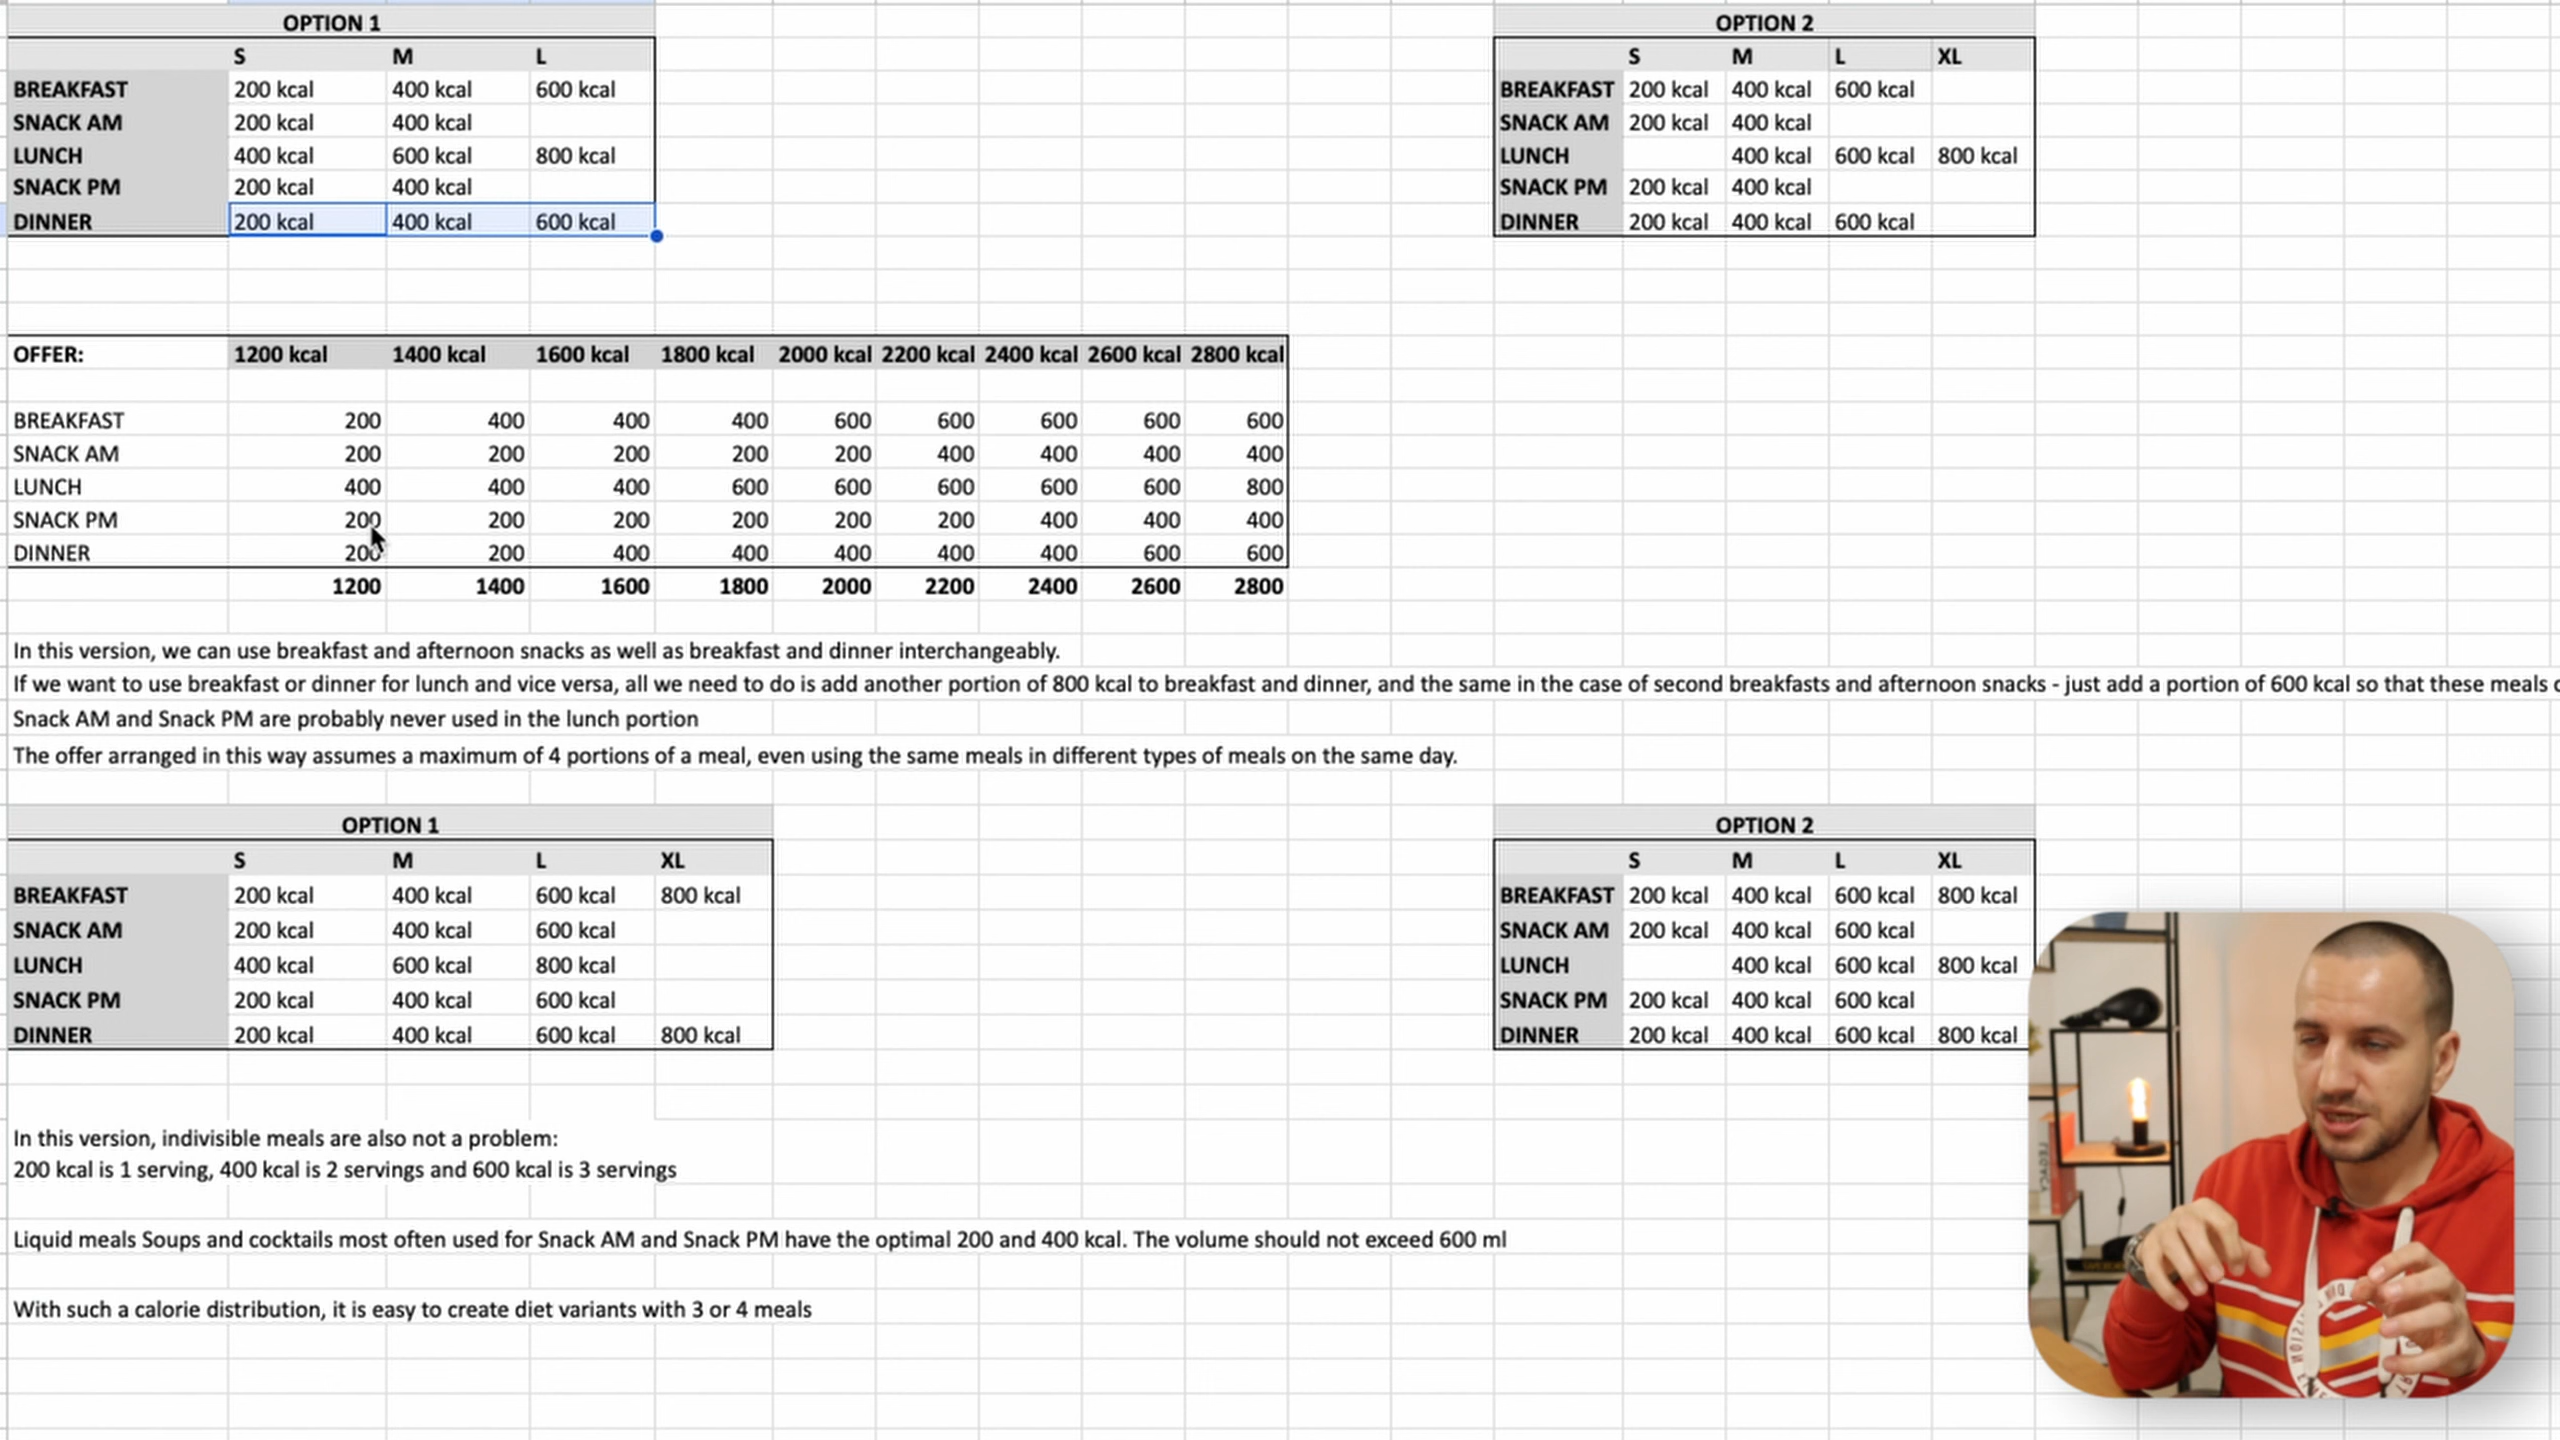 OPTION 1
S M L
BREAKFAST 200 kcal 400 kcal 600 kcal
SNACK AM 200 kcal 400 kcal
LUNCH 400 kcal 600 kcal 800 kcal
SNACK PM 200 kcal 400 kcal
DINNER 200 kcal 400 kcal 600 kcal
OPTION 2
S M L XL
BREAKFAST 200 kcal 400 kcal 600 kcal
SNACK AM 200 kcal 400 kcal
LUNCH 400 kcal 600 kcal 800 kcal
SNACK PM 200 kcal 400 kcal
DINNER 200 kcal 400 kcal 600 kcal
OFFER: 1200 kcal 1400 kcal 1600 kcal 1800 kcal 2000 kcal 2200 kcal 2400 kcal 2600 kcal 2800 kcal
BREAKFAST 200 400 400 400 600 600 600 600 600
SNACK AM 200 200 200 200 200 400 400 400 400
LUNCH 400 400 400 600 600 600 600 600 800
SNACK PM 200 200 200 200 200 200 400 400 400
DINNER 200 200 400 400 400 400 400 600 600
1200 1400 1600 1800 2000 2200 2400 2600 2800
In this version, we can use breakfast and afternoon snacks as well as breakfast and dinner interchangeably.
If we want to use breakfast or dinner for lunch and vice versa, all we need to do is add another portion of 800 kcal to breakfast and dinner, and the same in the case of second breakfasts and afternoon snacks - just add a portion of 600 kcal so that these meals
Snack AM and Snack PM are probably never used in the lunch portion
The offer arranged in this way assumes a maximum of 4 portions of a meal, even using the same meals in different types of meals on the same day.
OPTION 1
S M L XL
BREAKFAST 200 kcal 400 kcal 600 kcal 800 kcal
SNACK AM 200 kcal 400 kcal 600 kcal
LUNCH 400 kcal 600 kcal 800 kcal
SNACK PM 200 kcal 400 kcal 600 kcal
DINNER 200 kcal 400 kcal 600 kcal 800 kcal
OPTION 2
S M L XL
BREAKFAST 200 kcal 400 kcal 600 kcal 800 kcal
SNACK AM 200 kcal 400 kcal 600 kcal
LUNCH 400 kcal 600 kcal 800 kcal
SNACK PM 200 kcal 400 kcal 600 kcal
DINNER 200 kcal 400 kcal 600 kcal 800 kcal
In this version, indivisible meals are also not a problem:
200 kcal is 1 serving, 400 kcal is 2 servings and 600 kcal is 3 servings
Liquid meals Soups and cocktails most often used for Snack AM and Snack PM have the optimal 200 and 400 kcal. The volume should not exceed 600 ml
With such a calorie distribution, it is easy to create diet variants with 3 or 4 meals